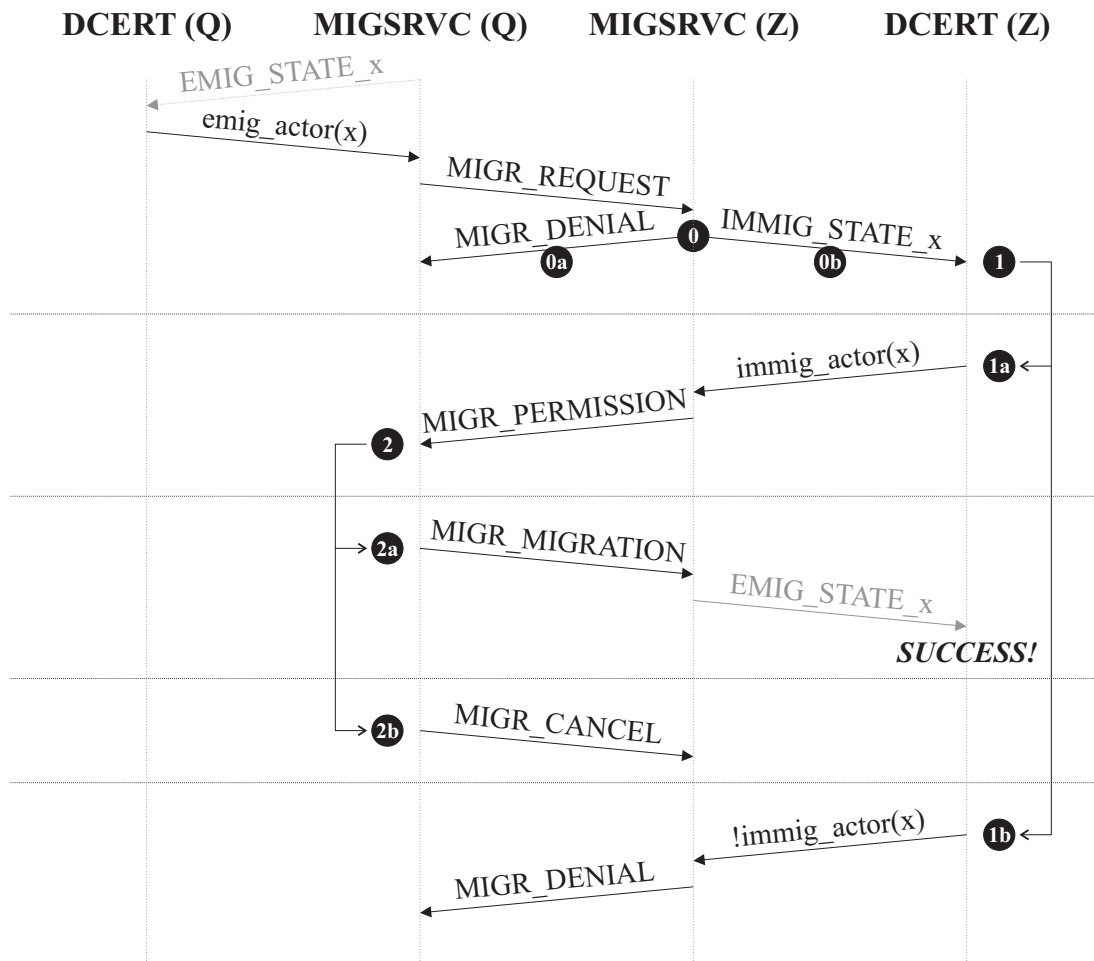 DCERT (Q) MIGSRVC (Q) MIGSRVC (Z) DCERT (Z)
EMIG_STATE_x
emig_actor(x)
MIGR_REQUEST
MIGR_DENIAL 0 IMMIG_STATE_x
0a 0b 1
immig_actor(x) 1a
MIGR_PERMISSION
2
2a MIGR_MIGRATION
EMIG_STATE_x
SUCCESS!
2b MIGR_CANCEL
!immig_actor(x) 1b
MIGR_DENIAL